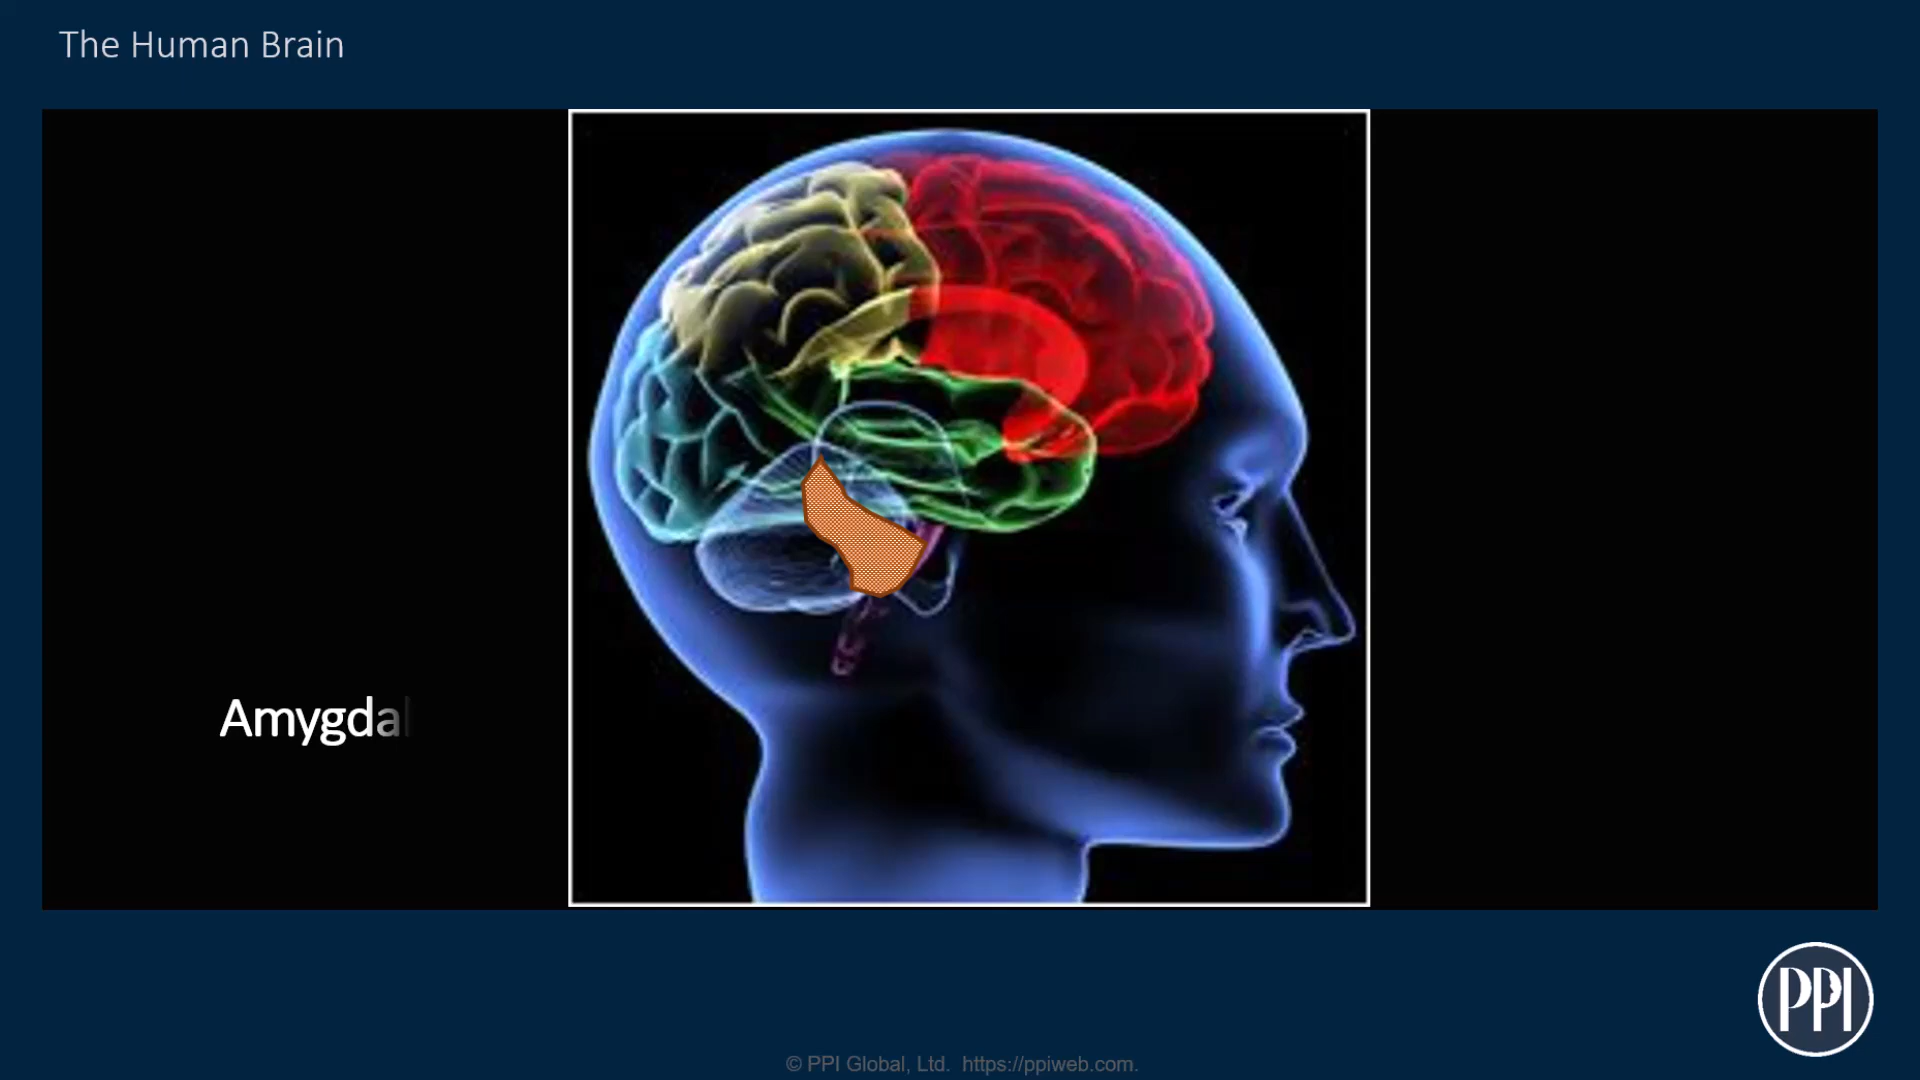 The Human Brain
Amygdal
PPI
© PPI Global, Ltd. https://ppiweb.com.